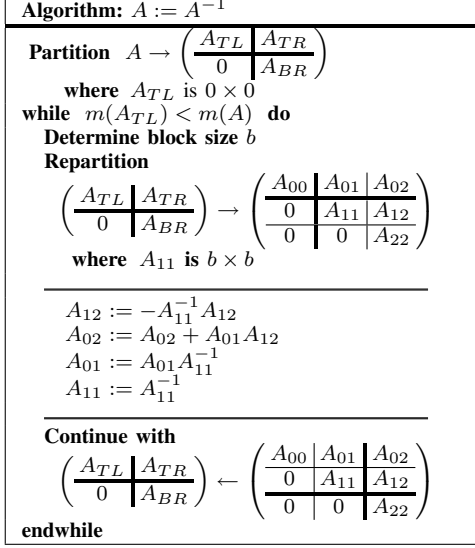 Algorithm: A := A⁻¹
Partition A → ( A_TL | A_TR
0 | A_BR )
where A_TL is 0 × 0
while m(A_TL) < m(A) do
Determine block size b
Repartition
( A_TL | A_TR
0 | A_BR ) → ( A_00 | A_01 | A_02
0 | A_11 | A_12
0 | 0 | A_22 )
where A_11 is b × b
A_12 := −A_11⁻¹ A_12
A_02 := A_02 + A_01 A_12
A_01 := A_01 A_11⁻¹
A_11 := A_11⁻¹
Continue with
( A_TL | A_TR
0 | A_BR ) ← ( A_00 | A_01 | A_02
0 | A_11 | A_12
0 | 0 | A_22 )
endwhile